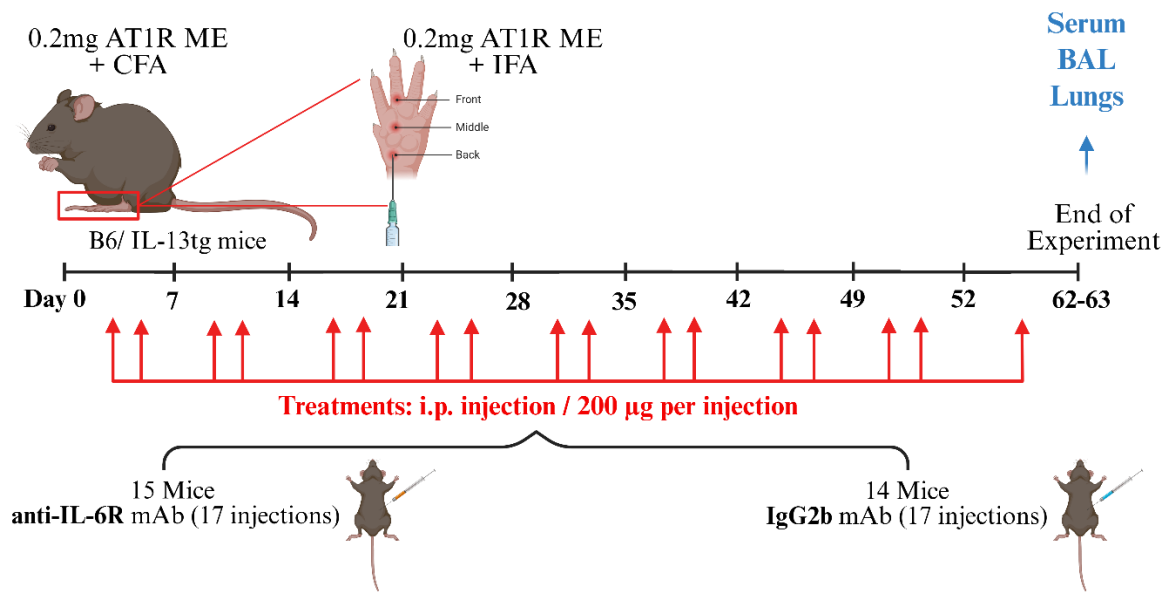 0.2mg AT1R ME
+ CFA
0.2mg AT1R ME
+ IFA
Front
Middle
Back
Serum
BAL
Lungs
B6/ IL-13tg mice
End of
Experiment
Day 0 7 14 21 28 35 42 49 52 62-63
Treatments: i.p. injection / 200 µg per injection
15 Mice
anti-IL-6R mAb (17 injections)
14 Mice
IgG2b mAb (17 injections)